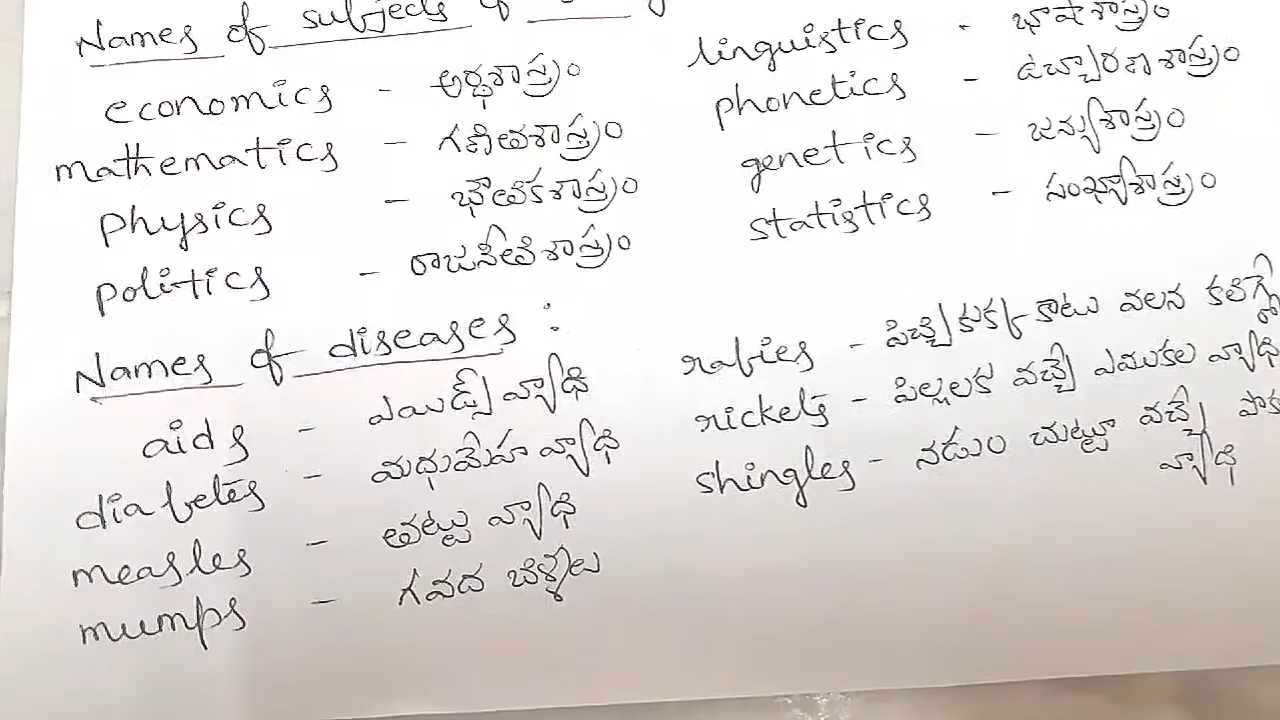 Names of subjects of
economics - అర్థశాస్త్రం
mathematics - గణితశాస్త్రం
physics - భౌతికశాస్త్రం
politics - రాజనీతిశాస్త్రం
linguistics - భాషాశాస్త్రం
phonetics - ఉచ్చారణశాస్త్రం
genetics - జన్యుశాస్త్రం
statistics - సంఖ్యాశాస్త్రం
Names of diseases :
aids - ఎయిడ్స్ వ్యాధి
diabetes - మధుమేహ వ్యాధి
measles - తట్టు వ్యాధి
mumps - గవద బిళ్ళలు
rabies - పిచ్చికుక్క కాటు వలన
rickets - పిల్లలకు వచ్చే ఎముకల వ్యాధి
shingles - నడుం చుట్టూ వచ్చే
వ్యాధి